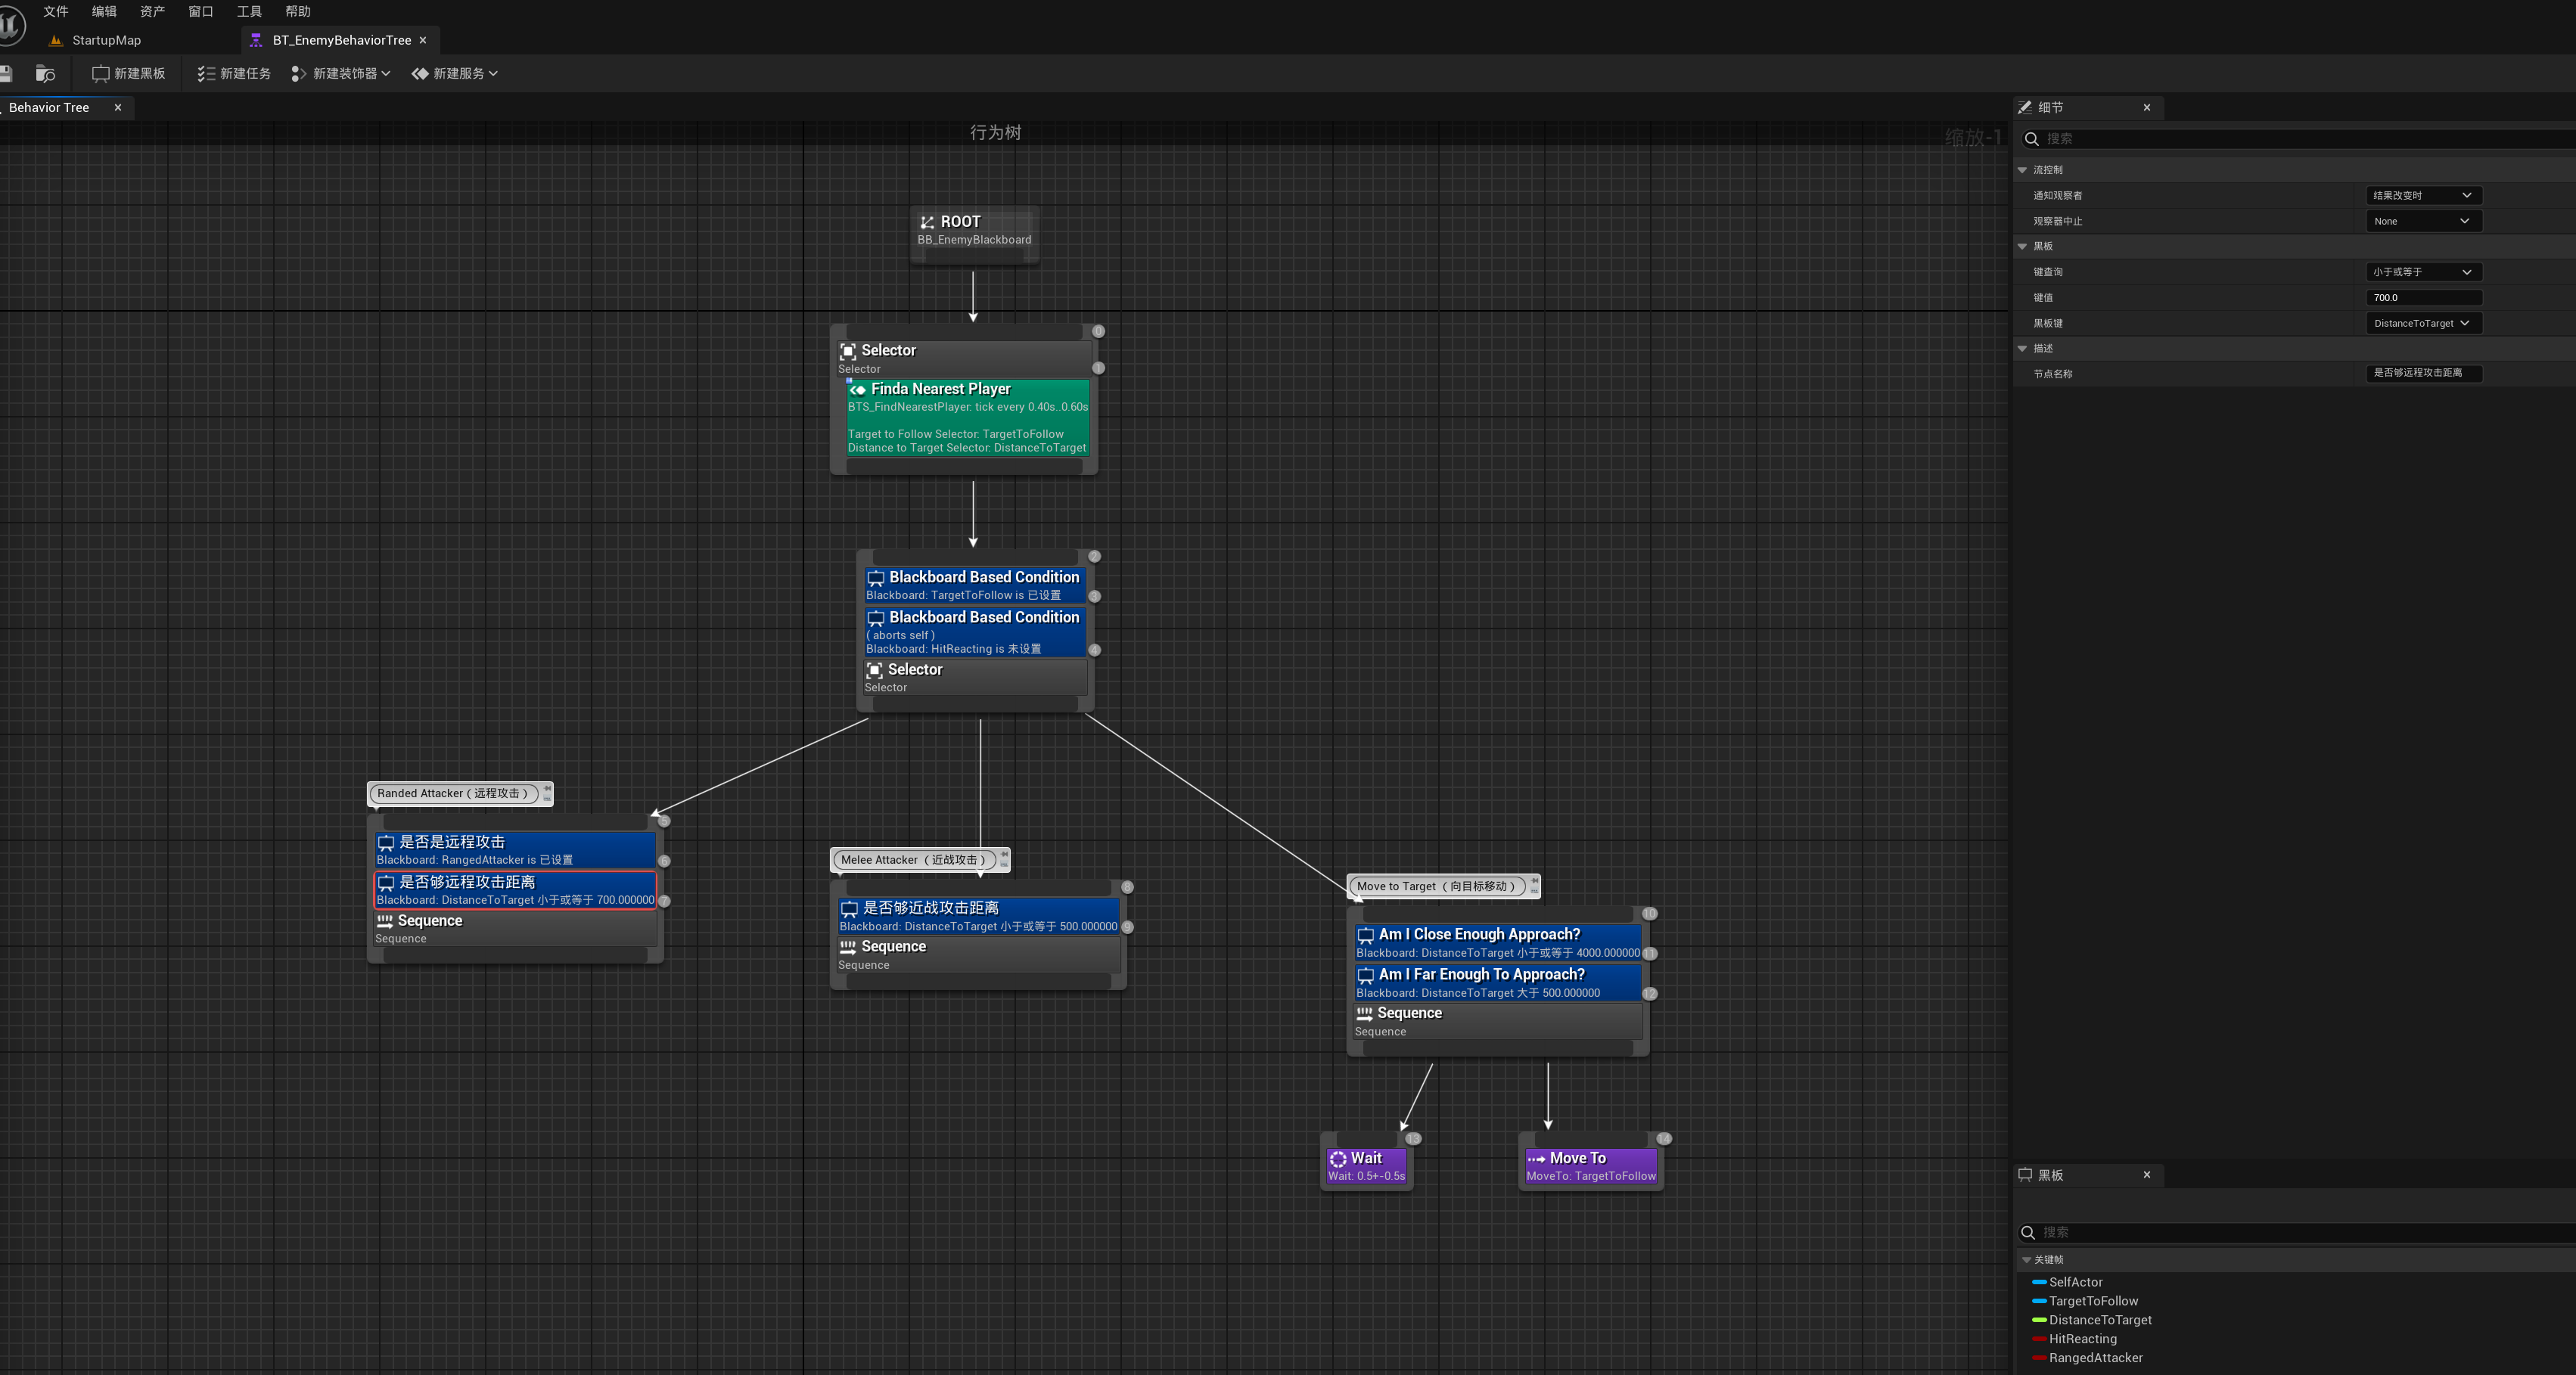 文件 编辑 资产 窗口 工具 帮助
StartupMap
BT_EnemyBehaviorTree
新建黑板 新建任务 新建装饰器 新建服务
Behavior Tree
行为树
缩放-1
ROOT
BB_EnemyBlackboard
0
Selector
Selector
1
Finda Nearest Player
BTS_FindNearestPlayer: tick every 0.40s..0.60s
Target to Follow Selector: TargetToFollow
Distance to Target Selector: DistanceToTarget
2
Blackboard Based Condition
Blackboard: TargetToFollow is 已设置
3
Blackboard Based Condition
( aborts self )
Blackboard: HitReacting is 未设置
4
Selector
Selector
Randed Attacker ( 远程攻击 )
5
是否是远程攻击
Blackboard: RangedAttacker is 已设置
6
是否够远程攻击距离
Blackboard: DistanceToTarget 小于或等于 700.000000
7
Sequence
Sequence
Melee Attacker （近战攻击 ）
8
是否够近战攻击距离
Blackboard: DistanceToTarget 小于或等于 500.000000
9
Sequence
Sequence
Move to Target （向目标移动 ）
10
Am I Close Enough Approach?
Blackboard: DistanceToTarget 小于或等于 4000.000000
11
Am I Far Enough To Approach?
Blackboard: DistanceToTarget 大于 500.000000
12
Sequence
Sequence
13
Wait
Wait: 0.5+-0.5s
14
Move To
MoveTo: TargetToFollow
细节
搜索
流控制
通知观察者 结果改变时
观察器中止 None
黑板
键查询 小于或等于
键值 700.0
黑板键 DistanceToTarget
描述
节点名称 是否够远程攻击距离
黑板
搜索
关键帧
SelfActor
TargetToFollow
DistanceToTarget
HitReacting
RangedAttacker